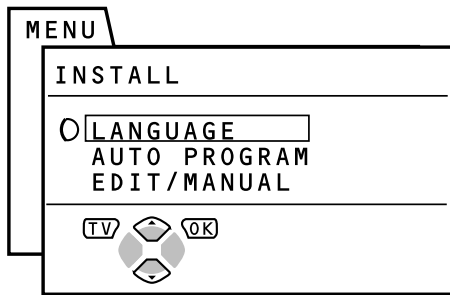 MENU
INSTALL
LANGUAGE
AUTO PROGRAM
EDIT/MANUAL
TV OK